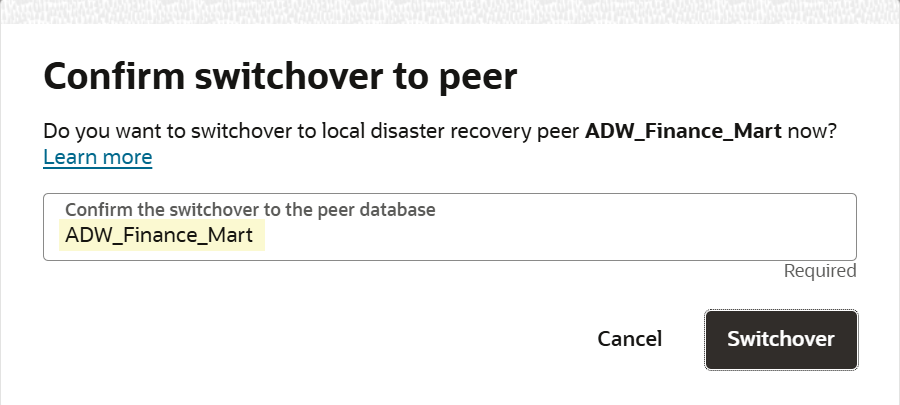 Confirm switchover to peer
Do you want to switchover to local disaster recovery peer ADW_Finance_Mart now?
Learn more
Confirm the switchover to the peer database
ADW_Finance_Mart
Required
Cancel
Switchover